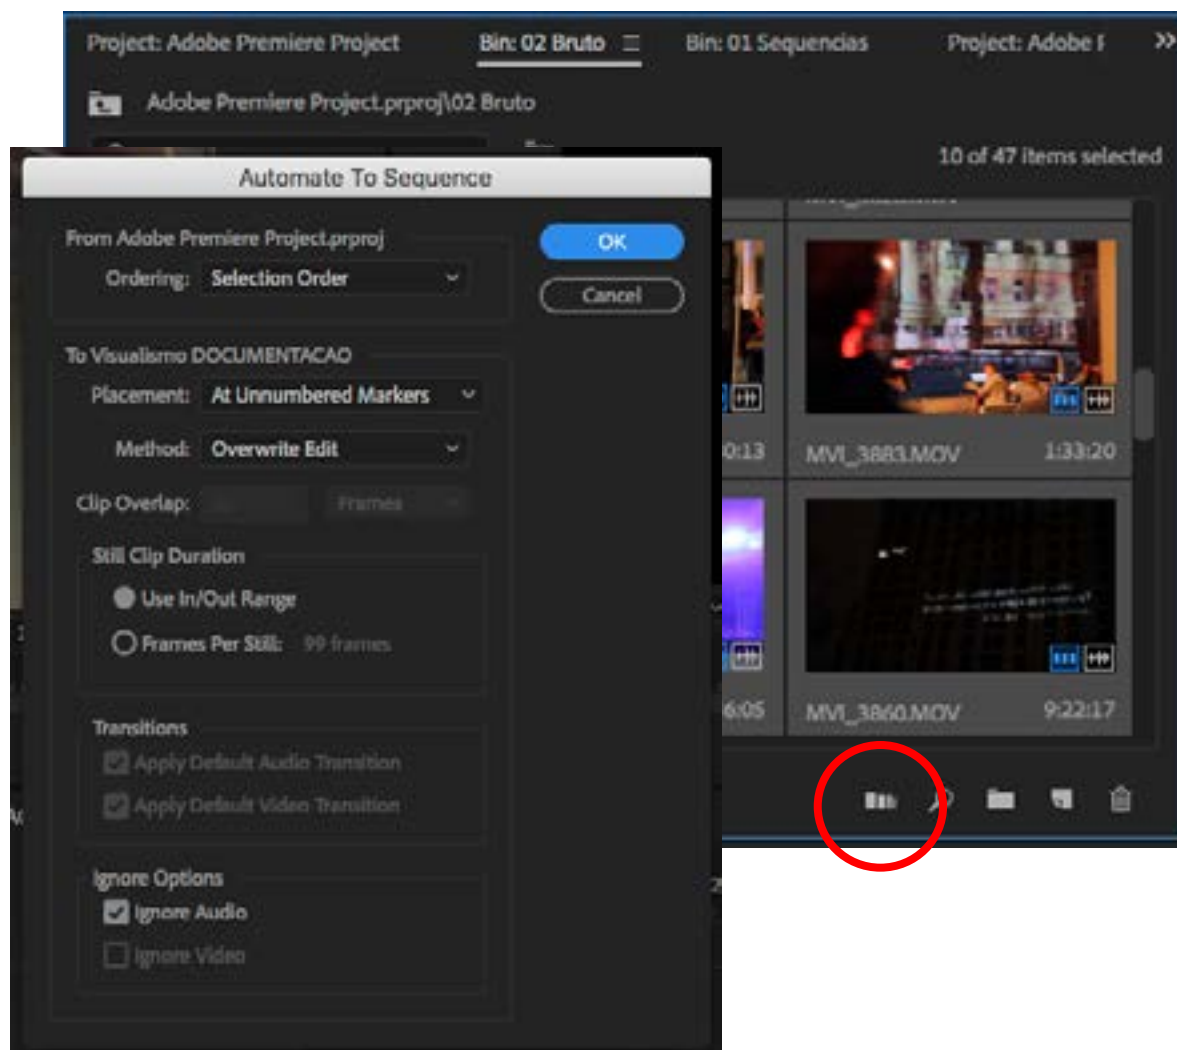 Project: Adobe Premiere Project
Bin: 02 Bruto
Bin: 01 Sequencias
Project: Adobe
Adobe Premiere Project.prproj\02 Bruto
10 of 47 items selected
Automate To Sequence
From Adobe Premiere Project.prproj
OK
Ordering: Selection Order
Cancel
To Visualismo DOCUMENTACAO
Placement: At Unnumbered Markers
Method: Overwrite Edit
0:13
MVI_3883.MOV 1:33:20
Clip Overlap: Frames
Still Clip Duration
Use In/Out Range
Frames Per Still: 99 frames
6:05
MVI_3860.MOV 9:22:17
Transitions
Apply Default Audio Transition
Apply Default Video Transition
Ignore Options
Ignore Audio
Ignore Video